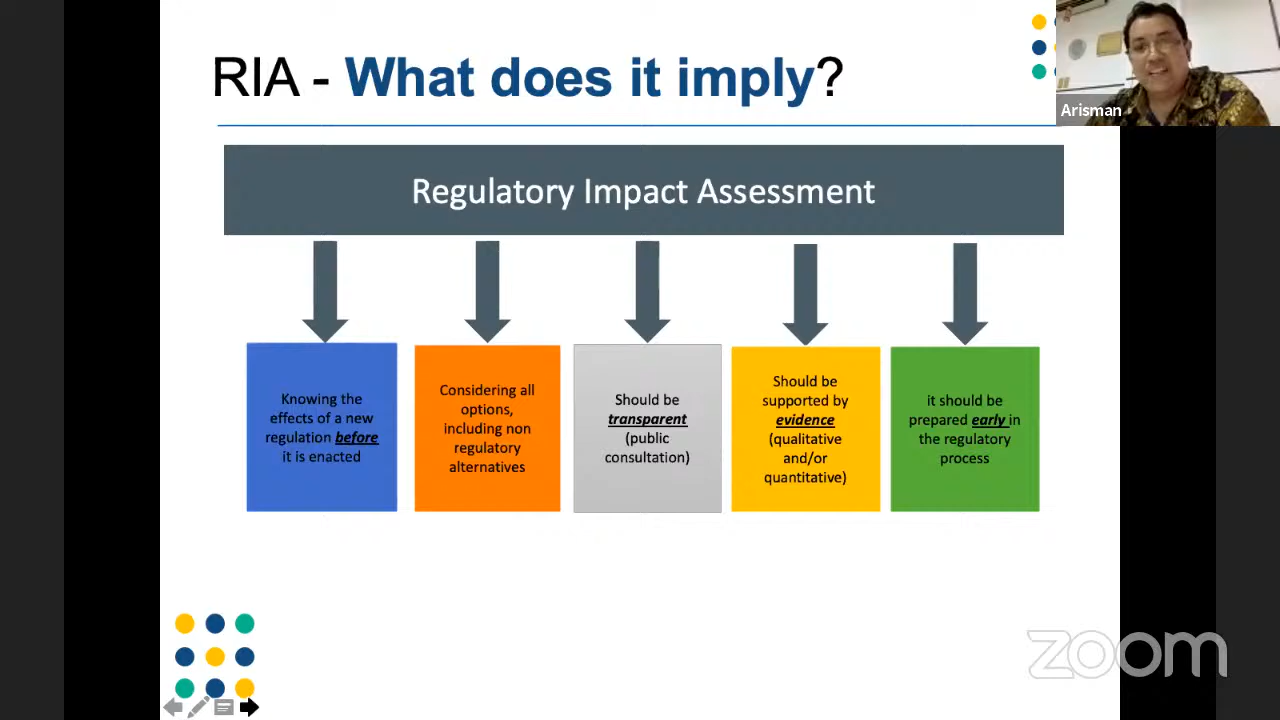 RIA - What does it imply?
Arisman
Regulatory Impact Assessment
Knowing the
effects of a new
regulation before
it is enacted
Considering all
options,
including non
regulatory
alternatives
Should be
transparent
(public
consultation)
Should be
supported by
evidence
(qualitative
and/or
quantitative)
it should be
prepared early in
the regulatory
process
zoom